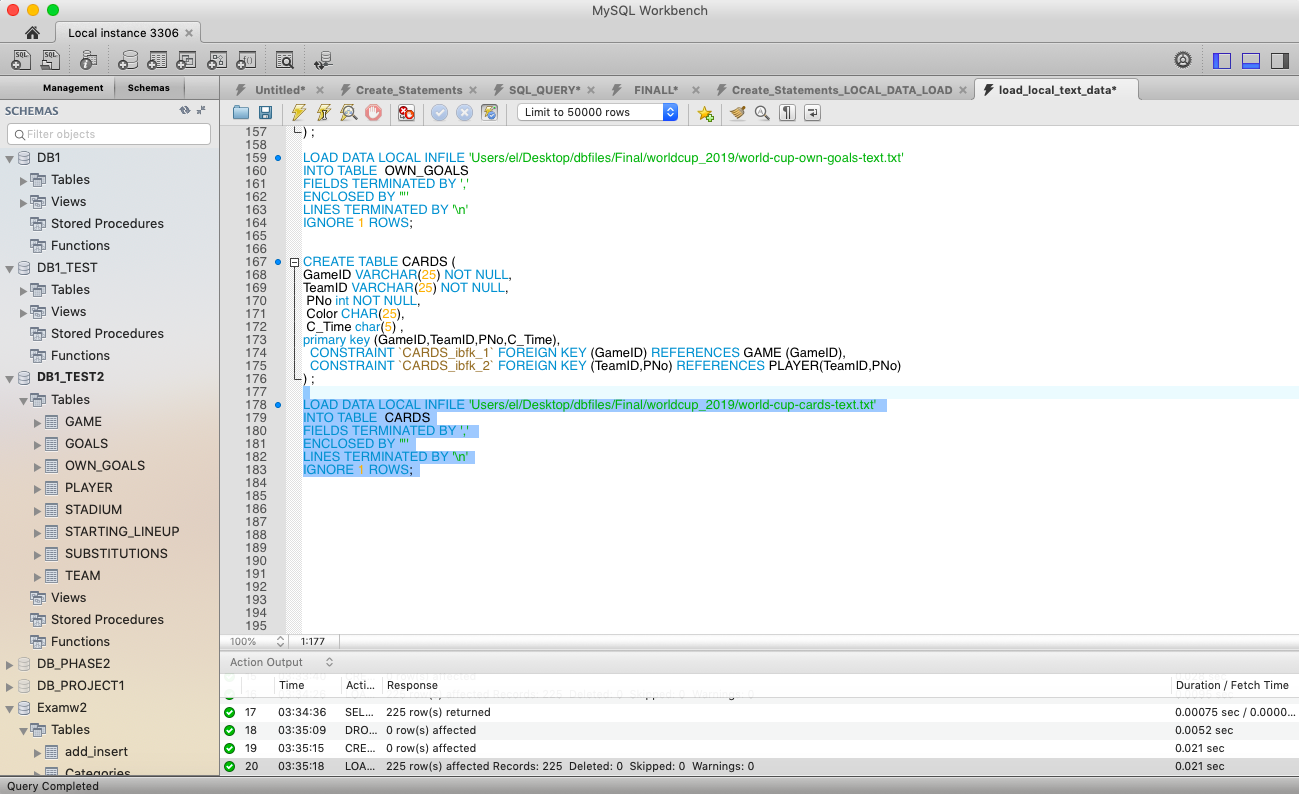 MySQL Workbench
Local instance 3306
Management Schemas
Untitled* Create_Statements SQL_QUERY* FINALL* Create_Statements_LOCAL_DATA_LOAD load_local_text_data*
SCHEMAS
Limit to 50000 rows
Filter objects
DB1
Tables
Views
Stored Procedures
Functions
DB1_TEST
Tables
Views
Stored Procedures
Functions
DB1_TEST2
Tables
GAME
GOALS
OWN_GOALS
PLAYER
STADIUM
STARTING_LINEUP
SUBSTITUTIONS
TEAM
Views
Stored Procedures
Functions
DB_PHASE2
DB_PROJECT1
Examw2
Tables
add_insert
Categories
157 ) ;
158
159 LOAD DATA LOCAL INFILE 'Users/el/Desktop/dbfiles/Final/worldcup_2019/world-cup-own-goals-text.txt'
160 INTO TABLE OWN_GOALS
161 FIELDS TERMINATED BY ','
162 ENCLOSED BY '"'
163 LINES TERMINATED BY '\n'
164 IGNORE 1 ROWS;
165
166
167 CREATE TABLE CARDS (
168 GameID VARCHAR(25) NOT NULL,
169 TeamID VARCHAR(25) NOT NULL,
170 PNo int NOT NULL,
171 Color CHAR(25),
172 C_Time char(5) ,
173 primary key (GameID,TeamID,PNo,C_Time),
174 CONSTRAINT `CARDS_ibfk_1` FOREIGN KEY (GameID) REFERENCES GAME (GameID),
175 CONSTRAINT `CARDS_ibfk_2` FOREIGN KEY (TeamID,PNo) REFERENCES PLAYER(TeamID,PNo)
176 ) ;
177
178 LOAD DATA LOCAL INFILE 'Users/el/Desktop/dbfiles/Final/worldcup_2019/world-cup-cards-text.txt'
179 INTO TABLE CARDS
180 FIELDS TERMINATED BY ','
181 ENCLOSED BY '"'
182 LINES TERMINATED BY '\n'
183 IGNORE 1 ROWS;
184
185
186
187
188
189
190
191
192
193
194
195
100% 1:177
Action Output
Time Acti... Response Duration / Fetch Time
17 03:34:36 SEL... 225 row(s) returned 0.00075 sec / 0.0000...
18 03:35:09 DRO... 0 row(s) affected 0.0052 sec
19 03:35:15 CRE... 0 row(s) affected 0.021 sec
20 03:35:18 LOA... 225 row(s) affected Records: 225 Deleted: 0 Skipped: 0 Warnings: 0 0.021 sec
Query Completed